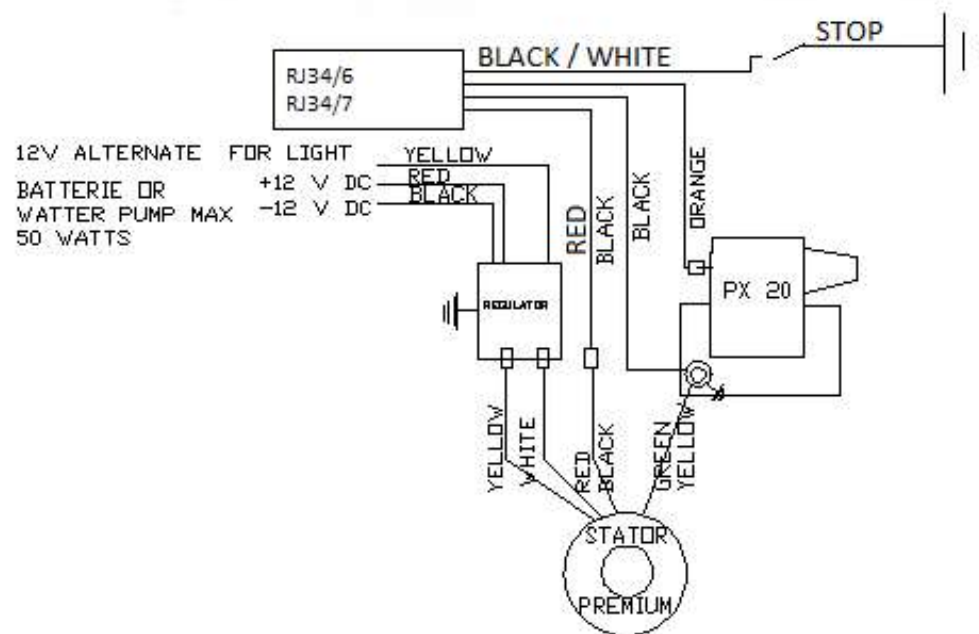 STOP
BLACK / WHITE
RJ34/6
RJ34/7
12V ALTERNATE FOR LIGHT
YELLOW
BATTERIE OR
WATTER PUMP MAX
50 WATTS
+12 V DC
RED
-12 V DC
BLACK
RED
BLACK
BLACK
ORANGE
REGULATOR
PX 20
YELLOW
WHITE
RED
BLACK
GREEN
YELLOW
STATOR
PREMIUM